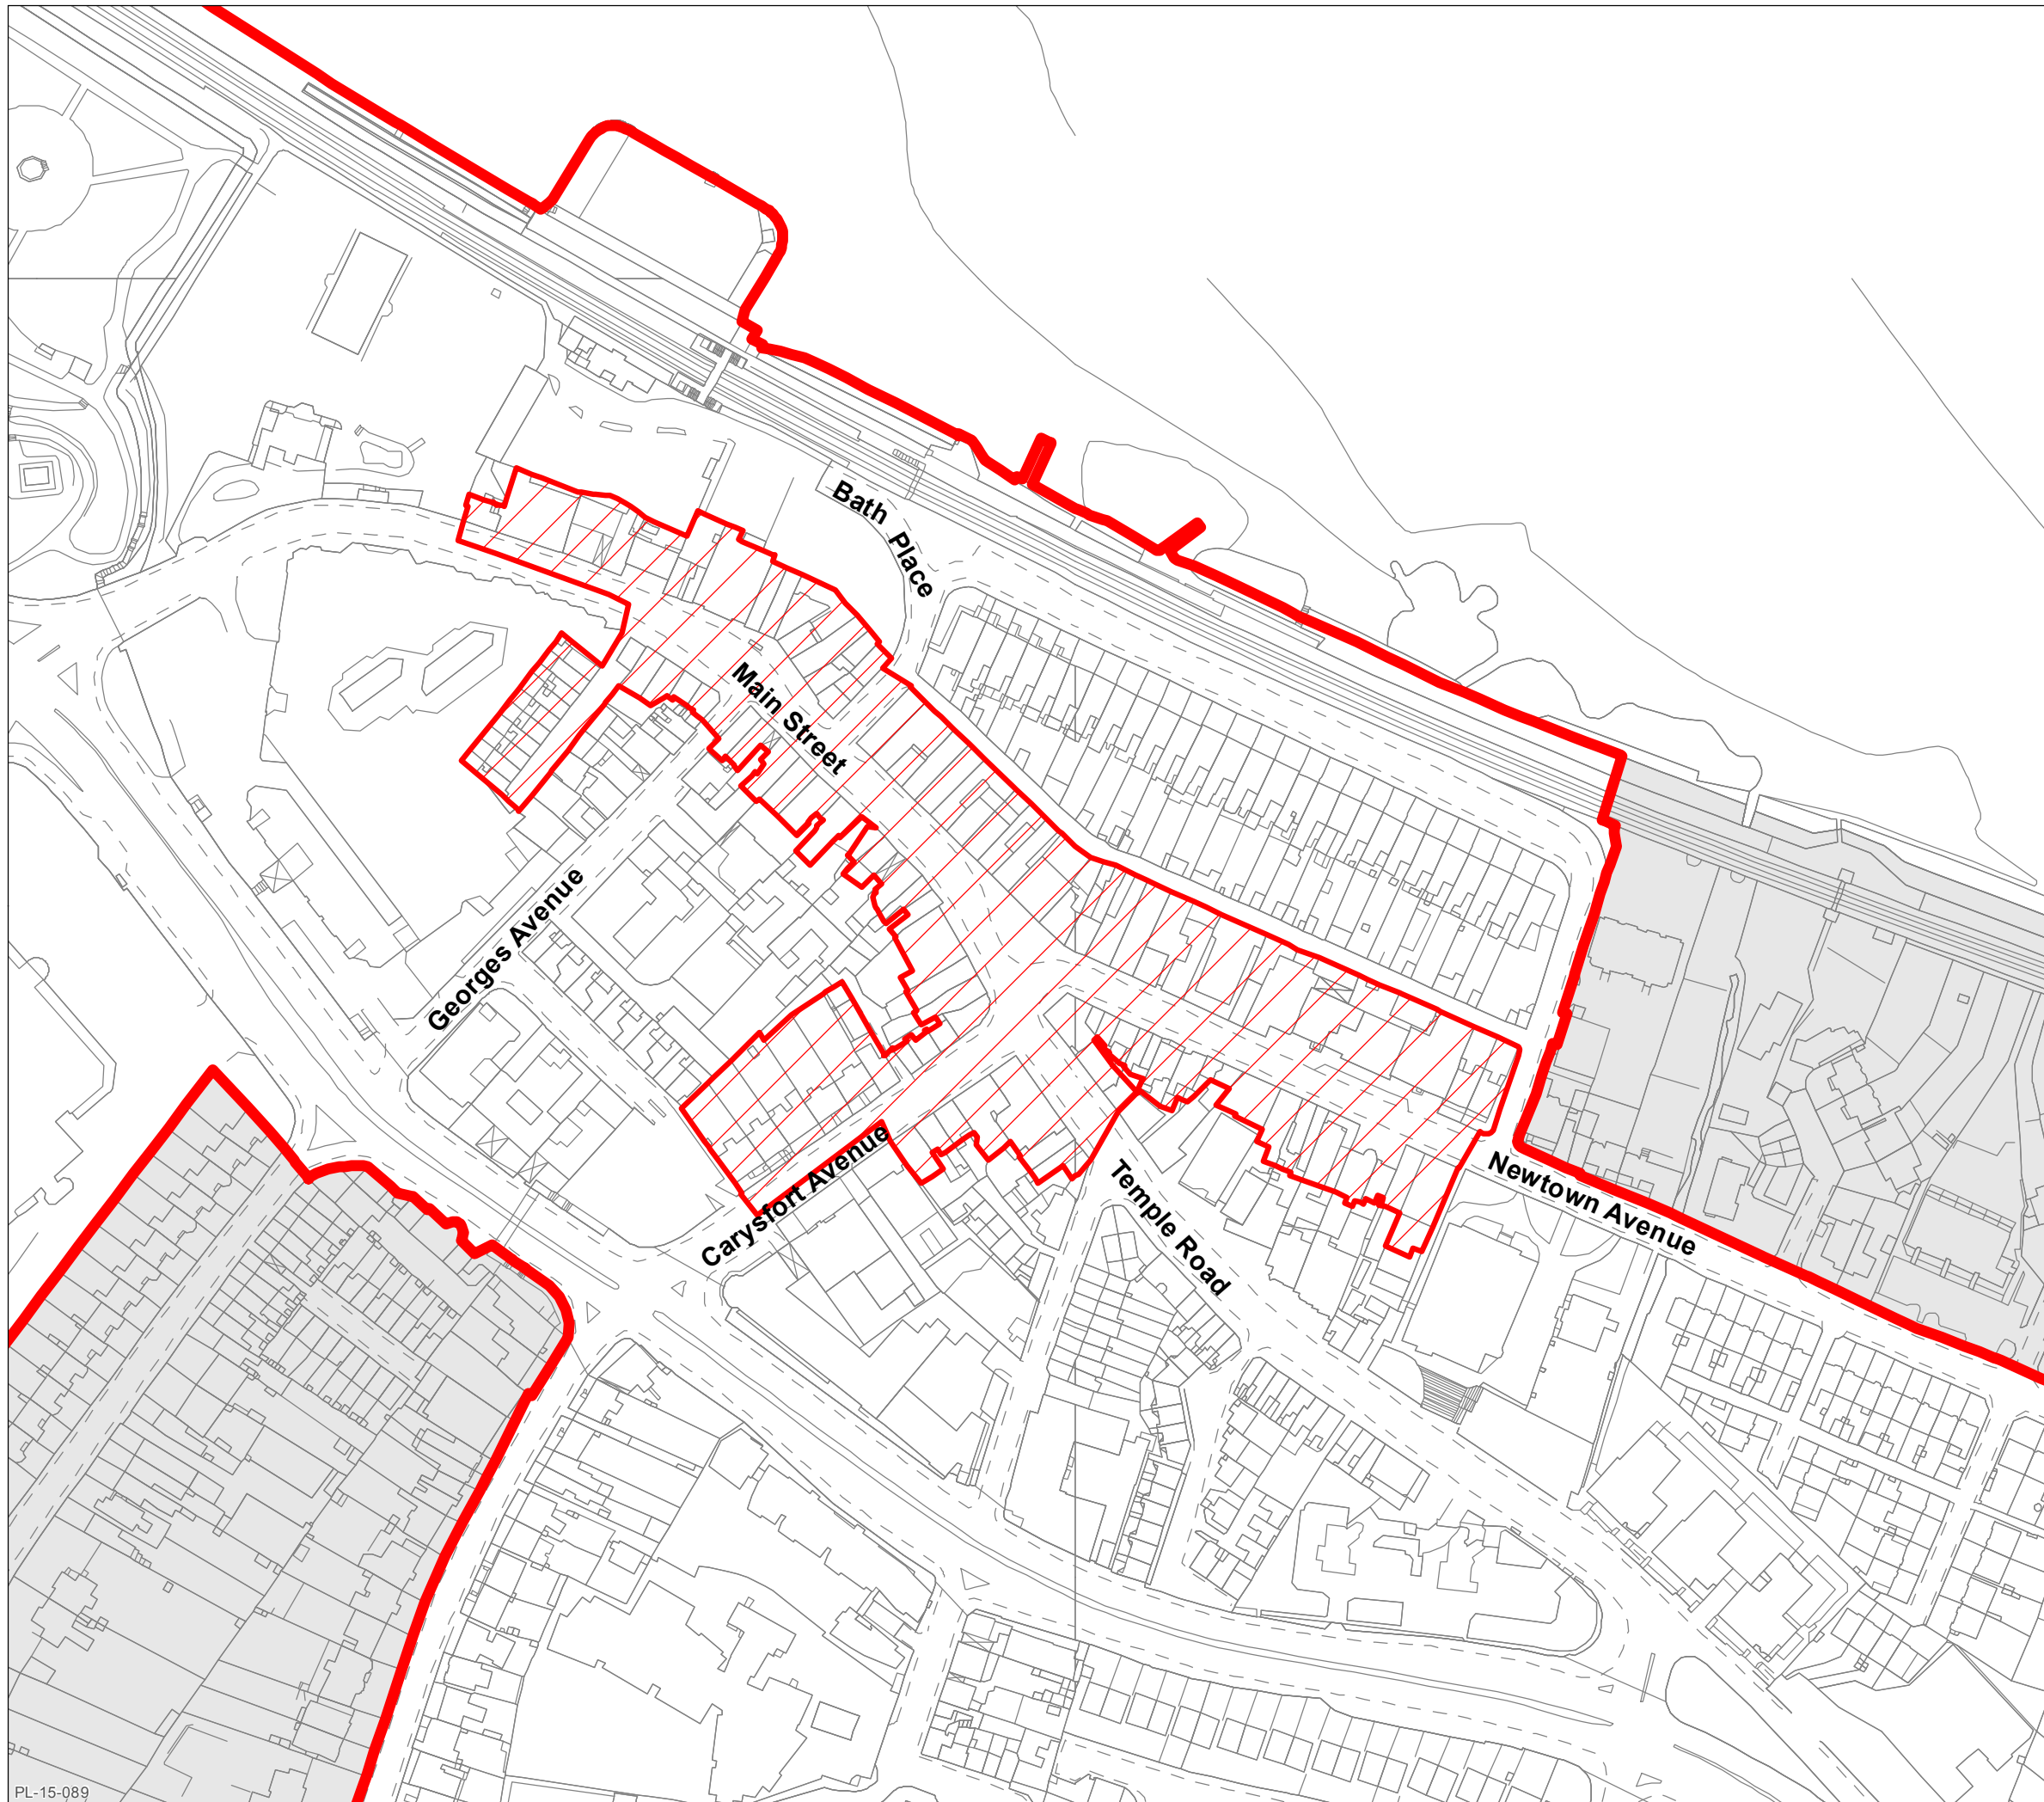 Bath Place
Main Street
Georges Avenue
Carysfort Avenue
Temple Road
Newtown Avenue
PL-15-089